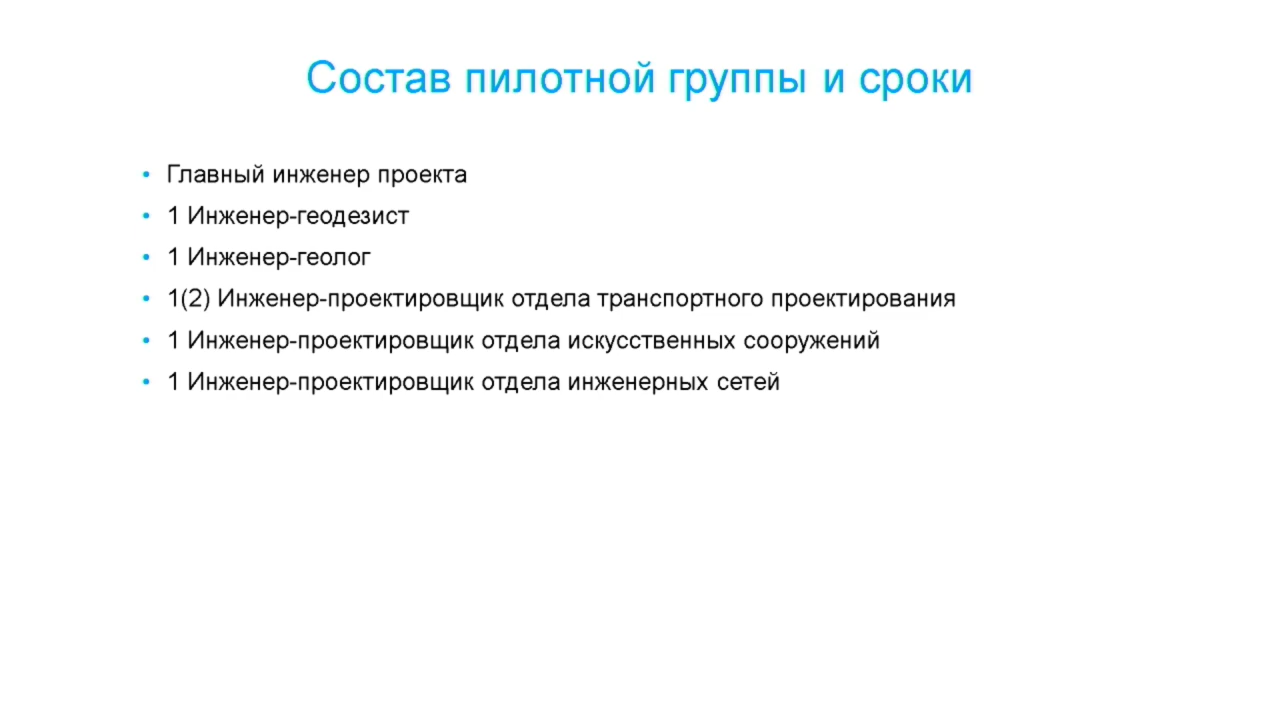 Состав пилотной группы и сроки
• Главный инженер проекта
• 1 Инженер-геодезист
• 1 Инженер-геолог
• 1(2) Инженер-проектировщик отдела транспортного проектирования
• 1 Инженер-проектировщик отдела искусственных сооружений
• 1 Инженер-проектировщик отдела инженерных сетей